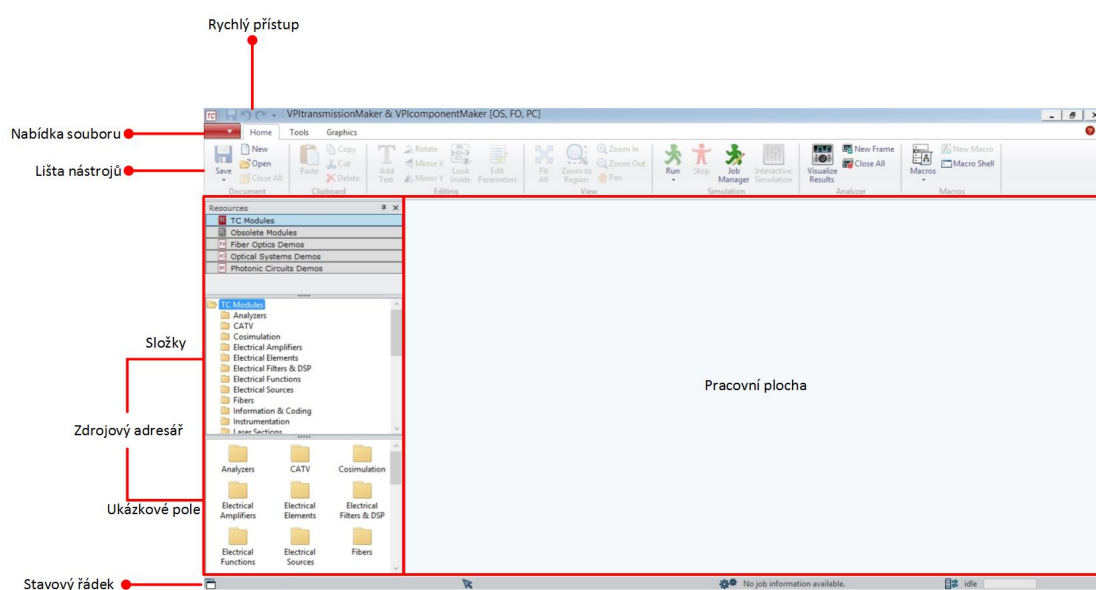 Rychlý přístup
TC VPItransmissionMaker & VPIcomponentMaker [OS, FO, PC]
Nabídka souboru
Home Tools Graphics
Lišta nástrojů
New Copy Rotate Zoom In New Frame New Macro
Open Cut Mirror X Zoom Out Close All Macro Shell
Close All Delete Mirror Y Pan
Save Paste Add Text Look Inside Edit Parameters Fit All Zoom to Region Run Stop Job Manager Interactive Simulation Visualize Results Macros
Document Clipboard Editing View Simulation Analyzer Macros
Resources
TC Modules
Obsolete Modules
Fiber Optics Demos
Optical Systems Demos
Photonic Circuits Demos
TC Modules
Analyzers
CATV
Cosimulation
Electrical Amplifiers
Electrical Elements
Electrical Filters & DSP
Electrical Functions
Electrical Sources
Fibers
Information & Coding
Instrumentation
Laser Sections
Složky
Zdrojový adresář
Ukázkové pole
Pracovní plocha
Analyzers CATV Cosimulation
Electrical Electrical Electrical
Amplifiers Elements Filters & DSP
Electrical Electrical Fibers
Functions Sources
Stavový řádek
No job information available. idle